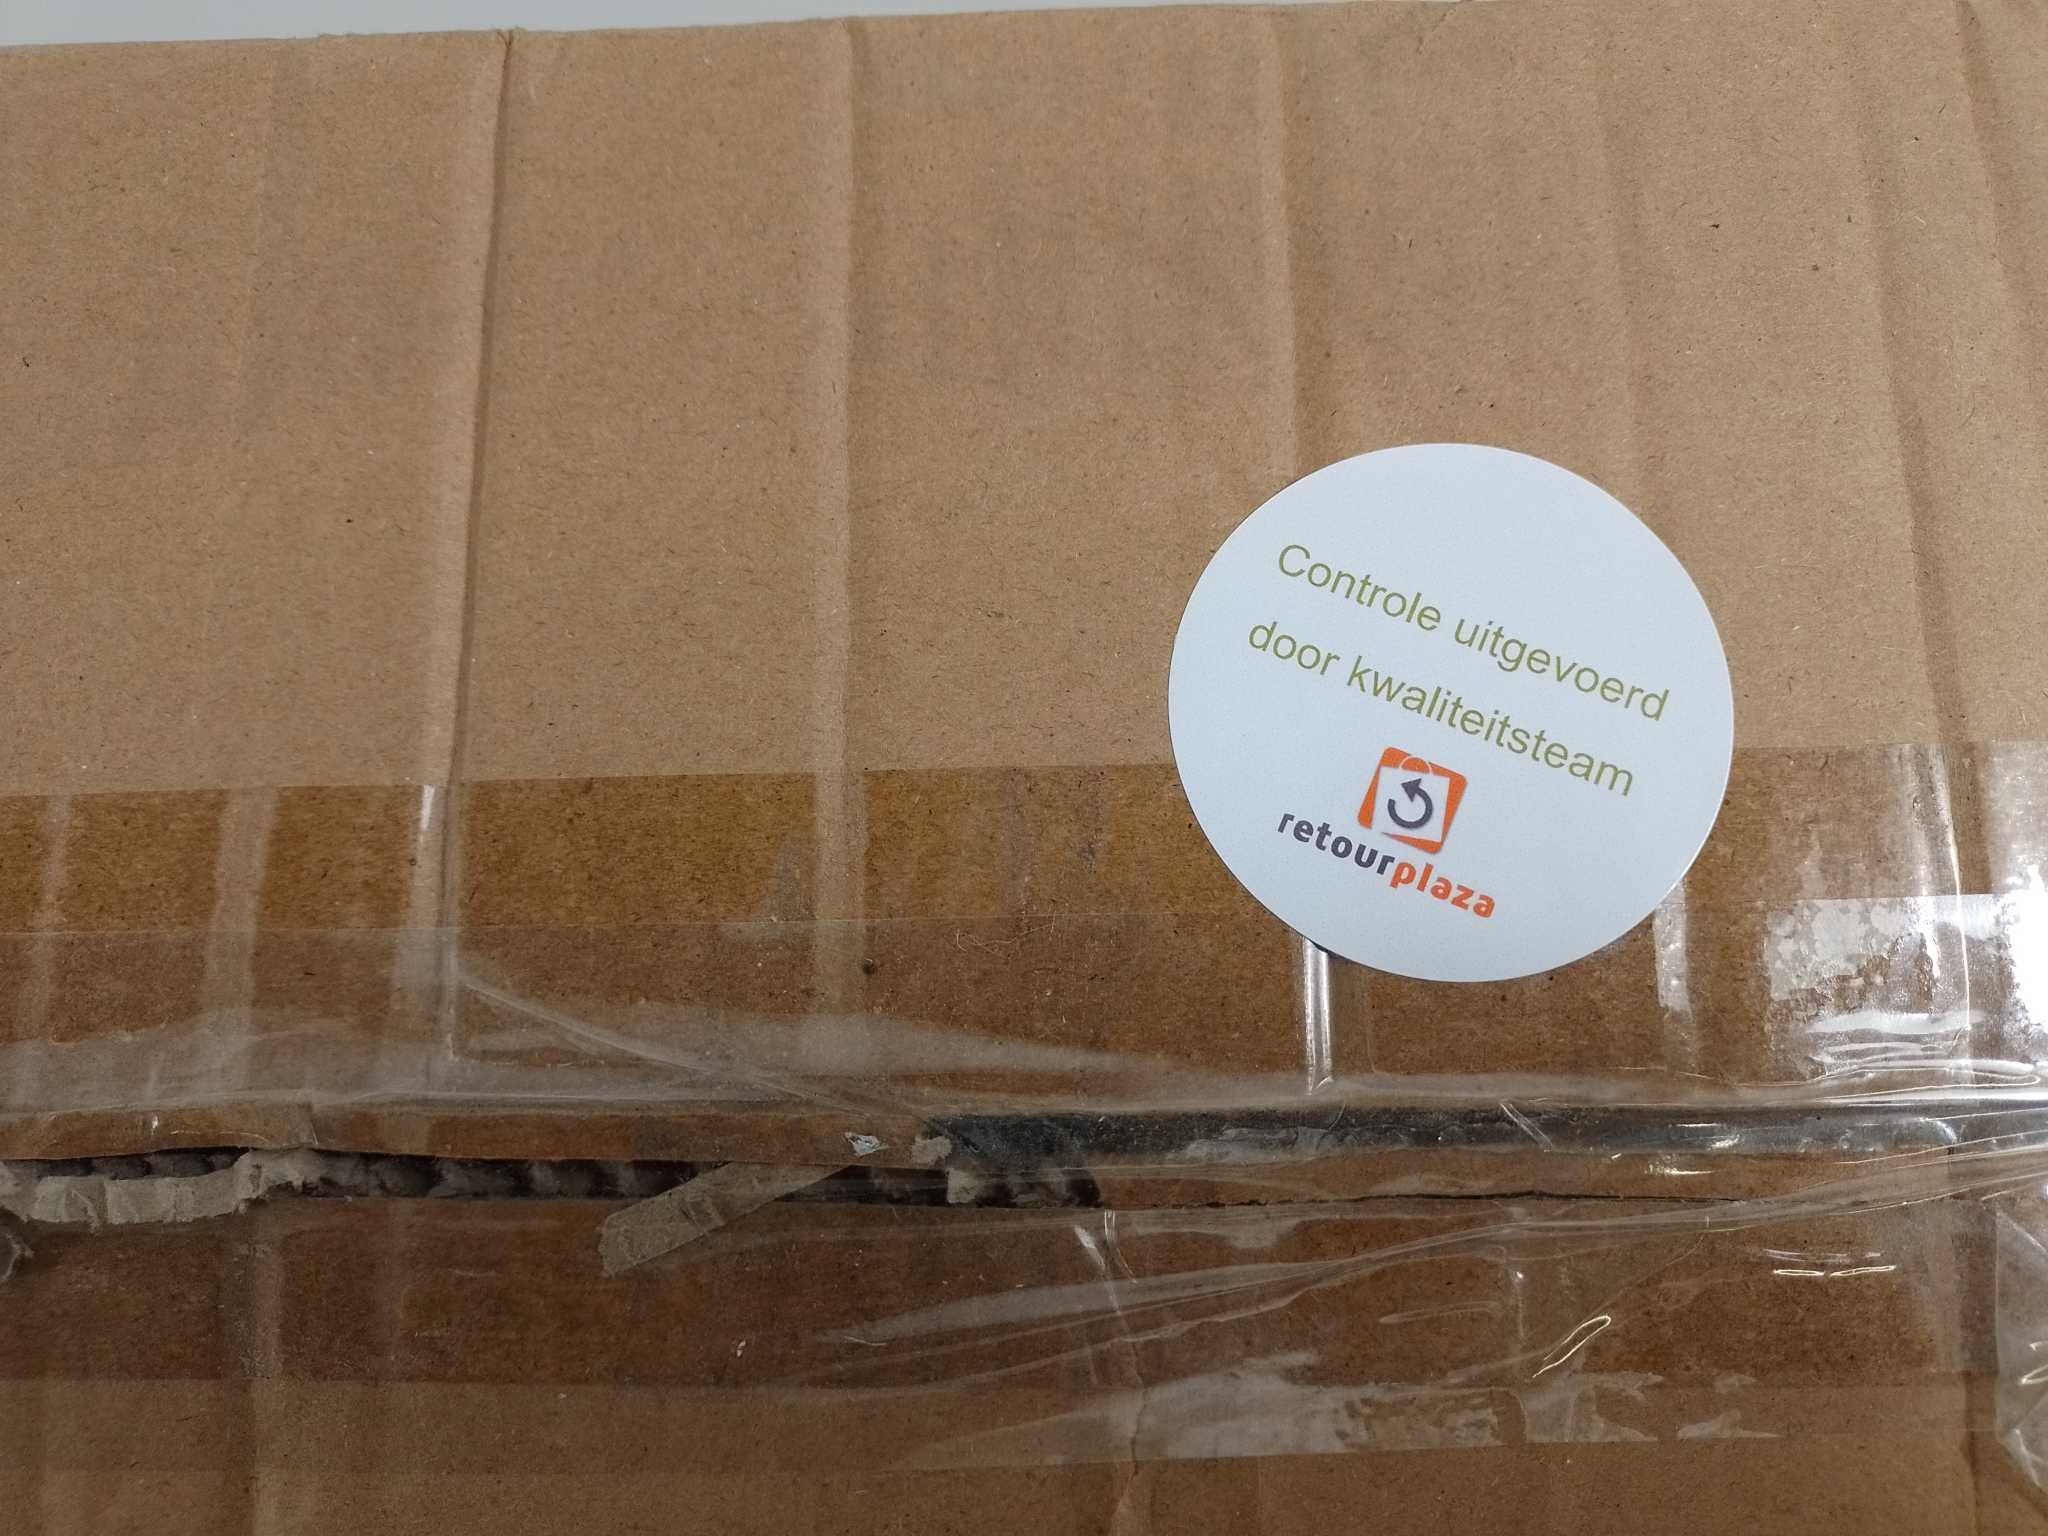 Controle uitgevoerd
door kwaliteitsteam
retourplaza